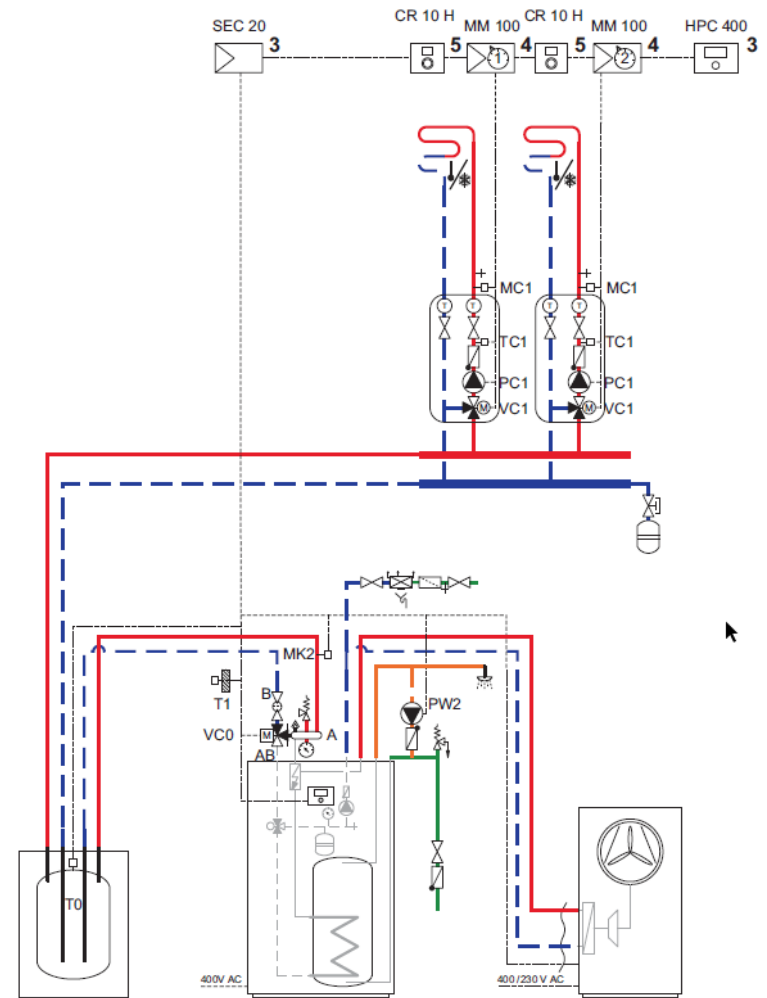 CR 10 H
CR 10 H
SEC 20
MM 100
MM 100
HPC 400
3
5
4
5
4
3
1
2
MC1
MC1
T
T
T
T
TC1
TC1
PC1
PC1
M
VC1
M
VC1
MK2
T1
B
PW2
VC0
M
A
AB
T0
400V AC
400 /230 V AC